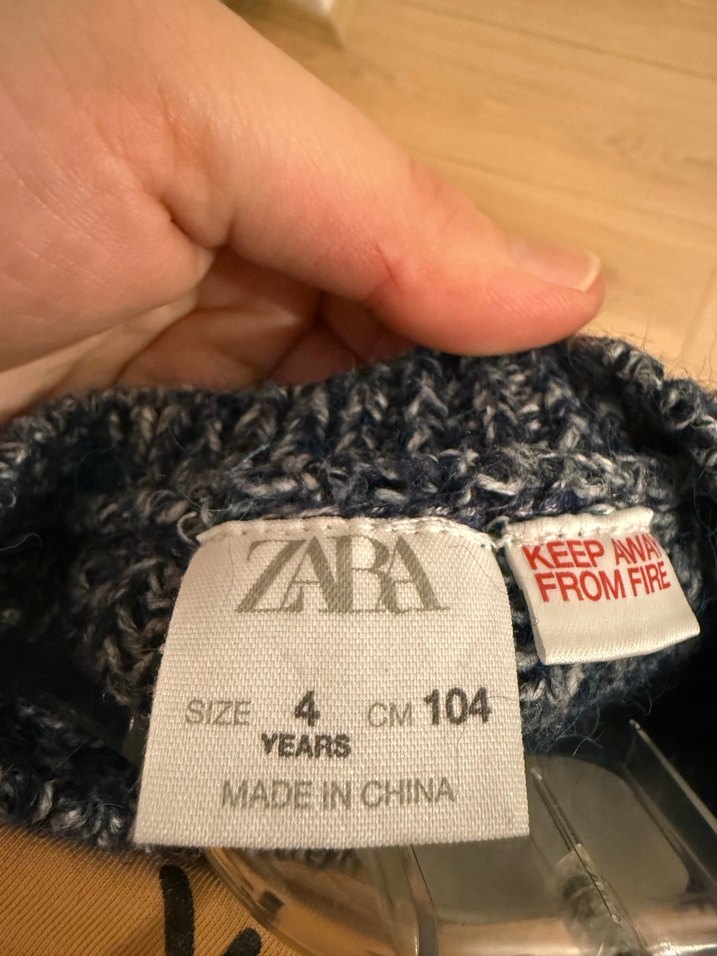 ZARA
SIZE 4 CM 104
YEARS
MADE IN CHINA
KEEP AWAY
FROM FIRE